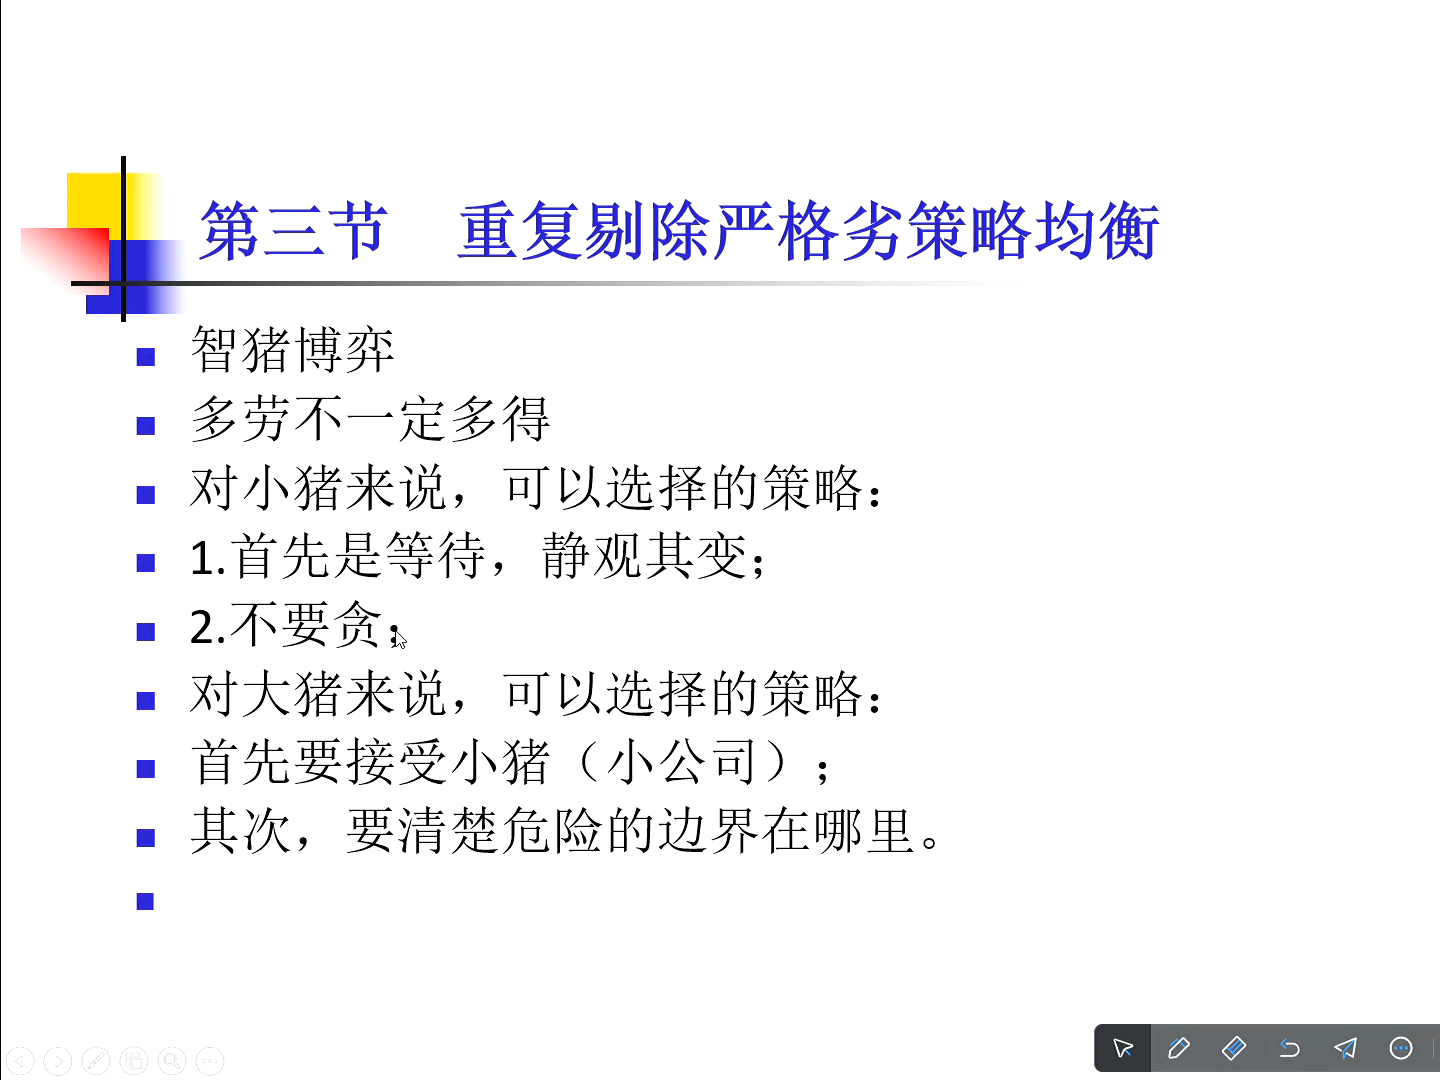 第三节　重复剔除严格劣策略均衡
智猪博弈
多劳不一定多得
对小猪来说，可以选择的策略：
1.首先是等待，静观其变；
2.不要贪；
对大猪来说，可以选择的策略：
首先要接受小猪（小公司）；
其次，要清楚危险的边界在哪里。